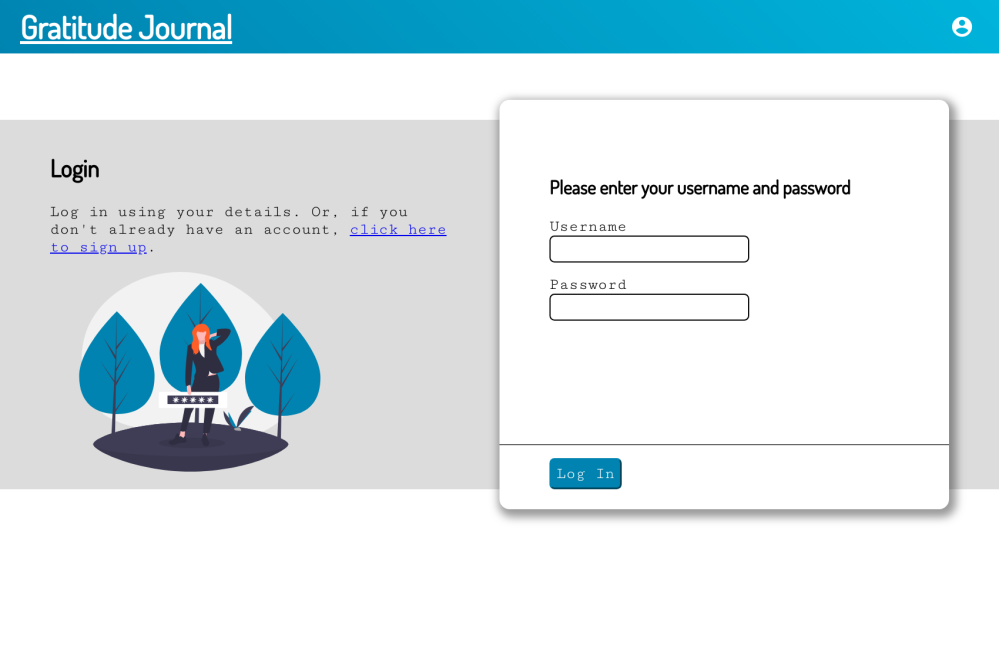 Gratitude Journal
Login
Log in using your details. Or, if you
don't already have an account, click here
to sign up.
*****
Please enter your username and password
Username
Password
Log In